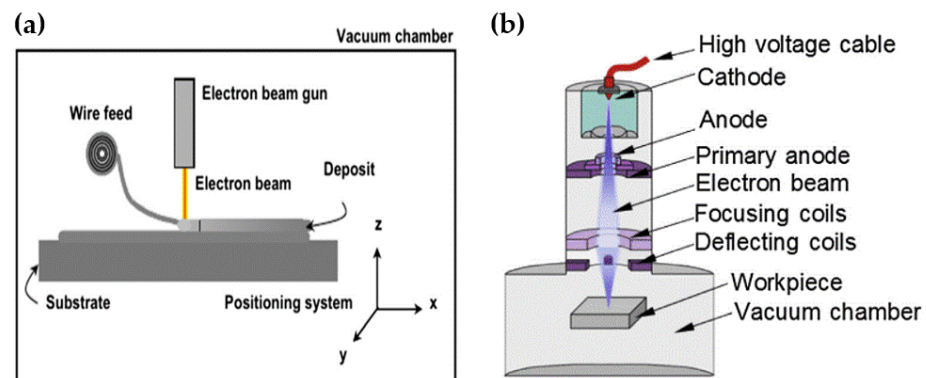 (a)
Vacuum chamber
Electron beam gun
Wire feed
Deposit
Electron beam
z
x
y
Substrate
Positioning system
(b)
High voltage cable
Cathode
Anode
Primary anode
Electron beam
Focusing coils
Deflecting coils
Workpiece
Vacuum chamber